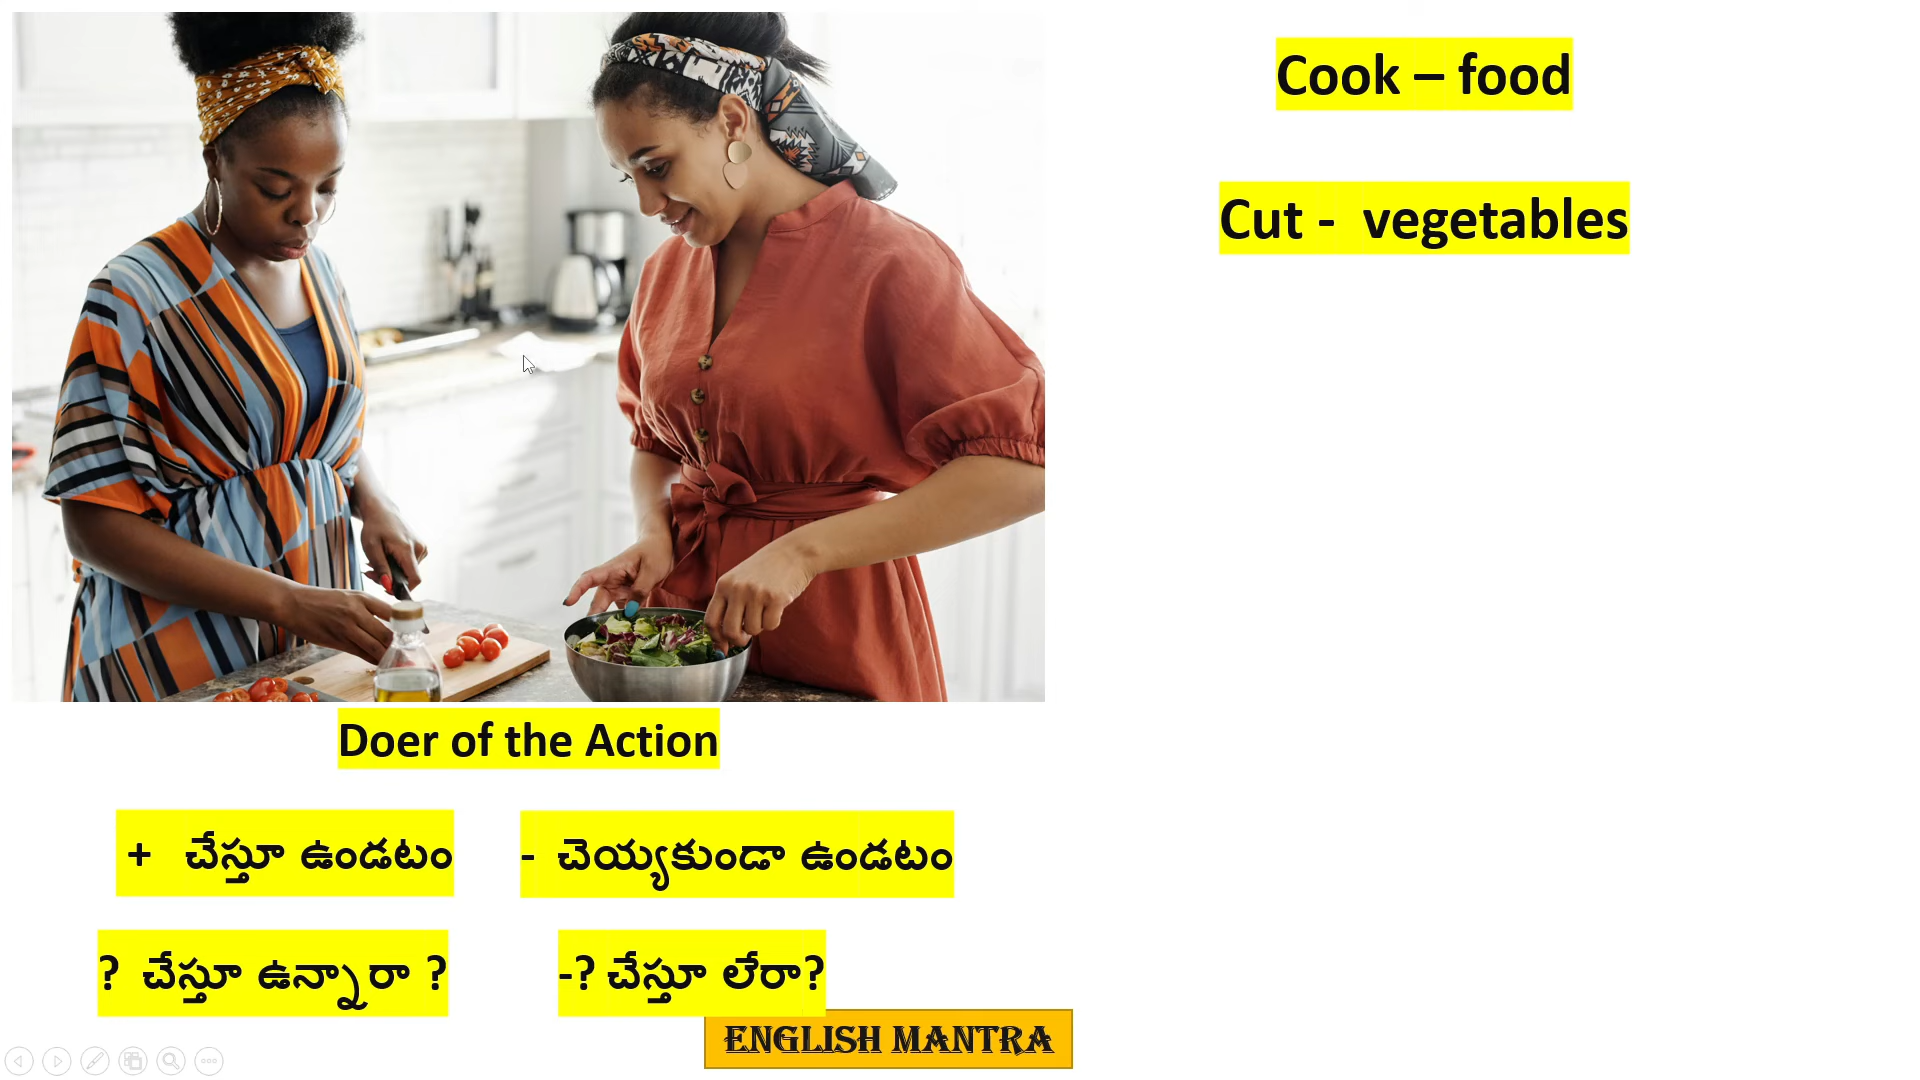 Cook – food
Cut - vegetables
Doer of the Action
+ చేస్తూ ఉండటం
- చెయ్యకుండా ఉండటం
? చేస్తూ ఉన్నారా ?
-? చేస్తూ లేరా?
ENGLISH MANTRA